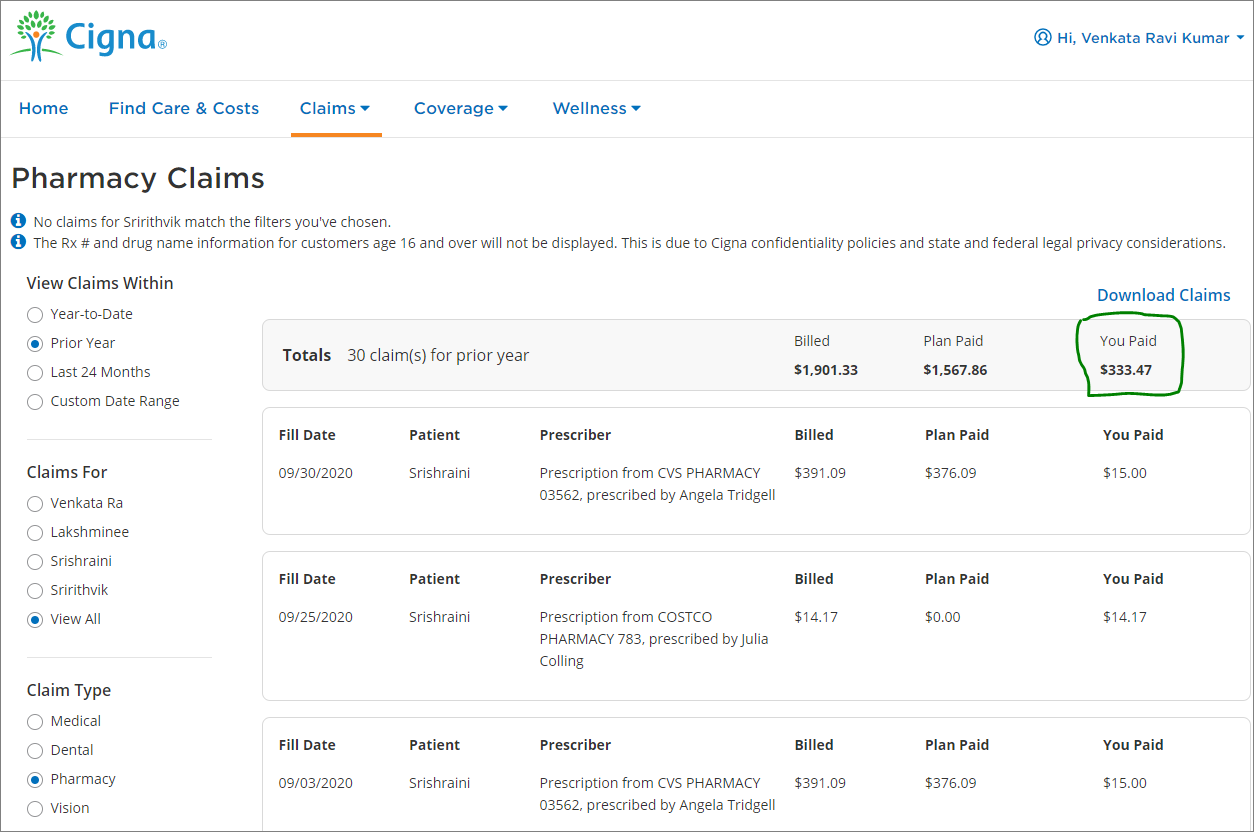 Cigna®
Hi, Venkata Ravi Kumar
Home Find Care & Costs Claims Coverage Wellness
Pharmacy Claims
No claims for Sririthvik match the filters you've chosen.
The Rx # and drug name information for customers age 16 and over will not be displayed. This is due to Cigna confidentiality policies and state and federal legal privacy considerations.
View Claims Within
Year-to-Date
Prior Year
Last 24 Months
Custom Date Range
Claims For
Venkata Ra
Lakshminee
Srishraini
Sririthvik
View All
Claim Type
Medical
Dental
Pharmacy
Vision
Download Claims
Totals 30 claim(s) for prior year
Billed Plan Paid You Paid
$1,901.33 $1,567.86 $333.47
Fill Date Patient Prescriber Billed Plan Paid You Paid
09/30/2020 Srishraini Prescription from CVS PHARMACY $391.09 $376.09 $15.00
03562, prescribed by Angela Tridgell
Fill Date Patient Prescriber Billed Plan Paid You Paid
09/25/2020 Srishraini Prescription from COSTCO $14.17 $0.00 $14.17
PHARMACY 783, prescribed by Julia
Colling
Fill Date Patient Prescriber Billed Plan Paid You Paid
09/03/2020 Srishraini Prescription from CVS PHARMACY $391.09 $376.09 $15.00
03562, prescribed by Angela Tridgell